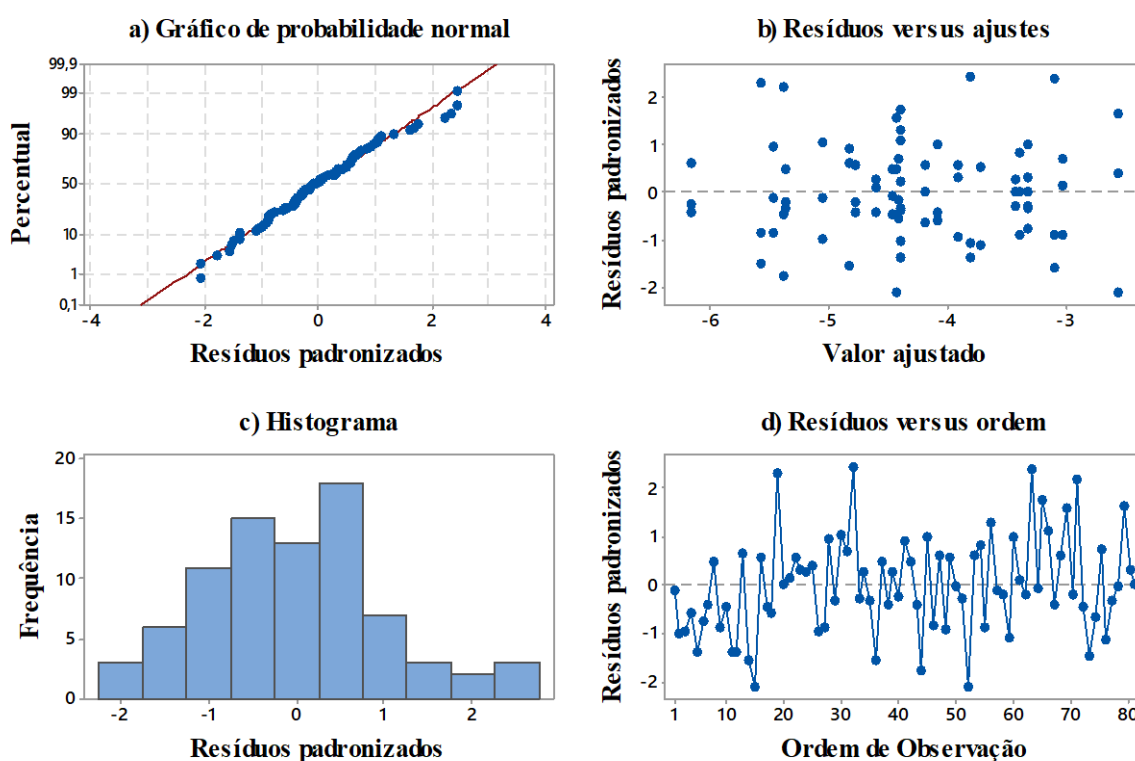 a) Gráfico de probabilidade normal
99,9
99
90
50
10
1
0,1
Percentual
-4 -2 0 2 4
Resíduos padronizados
b) Resíduos versus ajustes
2
1
0
-1
-2
Resíduos padronizados
-6 -5 -4 -3
Valor ajustado
c) Histograma
20
15
10
5
0
Frequência
-2 -1 0 1 2
Resíduos padronizados
d) Resíduos versus ordem
2
1
0
-1
-2
Resíduos padronizados
1 10 20 30 40 50 60 70 80
Ordem de Observação